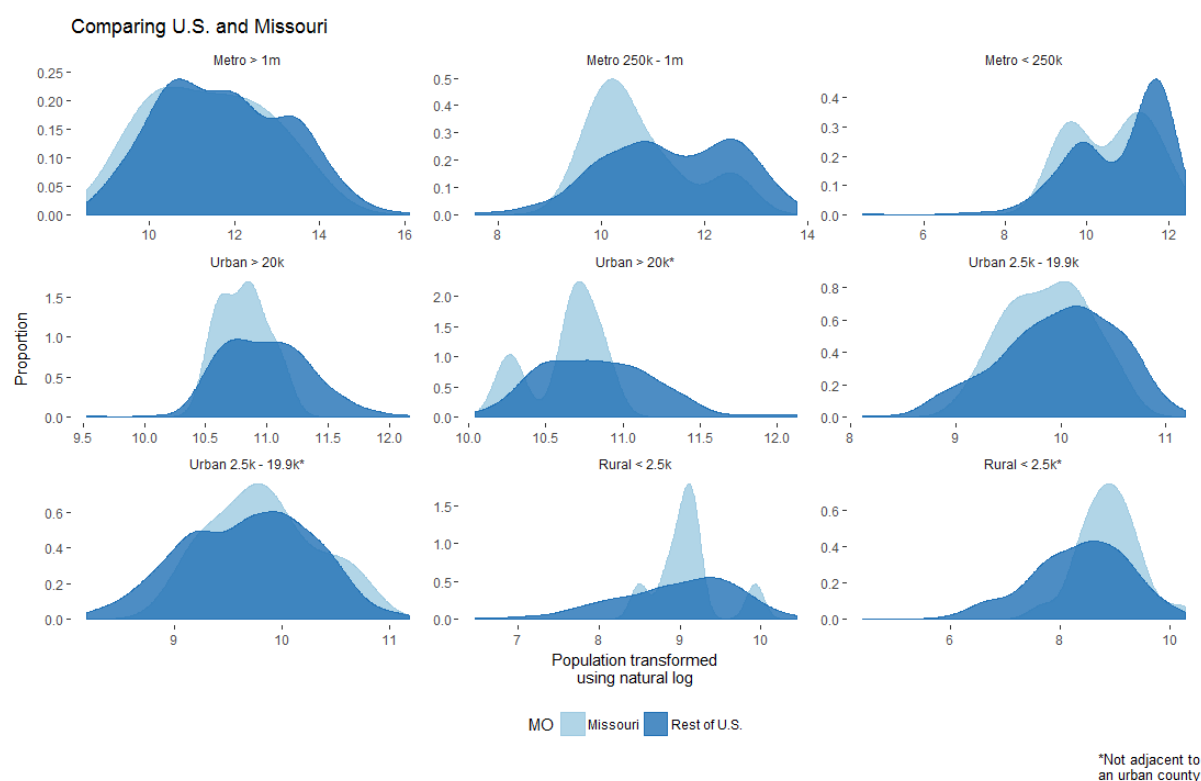 Comparing U.S. and Missouri
Metro > 1m
Metro 250k - 1m
Metro < 250k
0.25
0.20
0.15
0.10
0.05
0.00
10 12 14 16
0.5
0.4
0.3
0.2
0.1
0.0
8 10 12 14
0.4
0.3
0.2
0.1
0.0
6 8 10 12
Urban > 20k
Urban > 20k*
Urban 2.5k - 19.9k
1.5
1.0
0.5
0.0
9.5 10.0 10.5 11.0 11.5 12.0
2.0
1.5
1.0
0.5
0.0
10.0 10.5 11.0 11.5 12.0
0.8
0.6
0.4
0.2
0.0
8 9 10 11
Proportion
Urban 2.5k - 19.9k*
Rural < 2.5k
Rural < 2.5k*
0.6
0.4
0.2
0.0
9 10 11
1.5
1.0
0.5
0.0
7 8 9 10
0.6
0.4
0.2
0.0
6 8 10
Population transformed
using natural log
MO Missouri Rest of U.S.
*Not adjacent to
an urban county